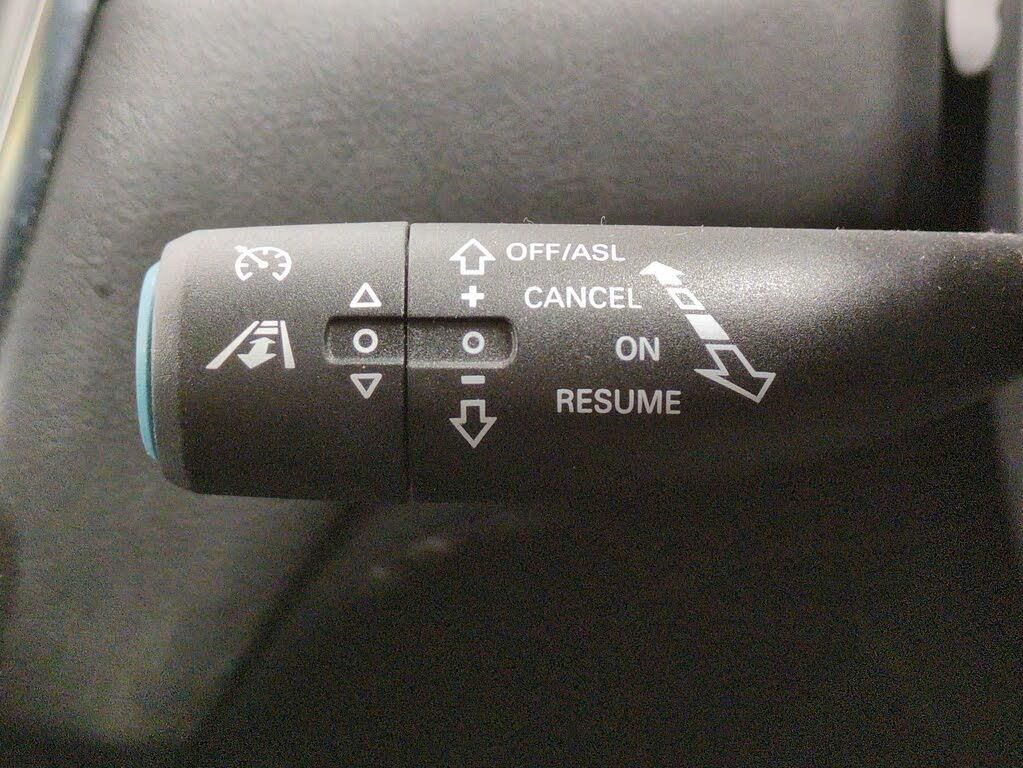 OFF/ASL
+ CANCEL
ON
-
RESUME